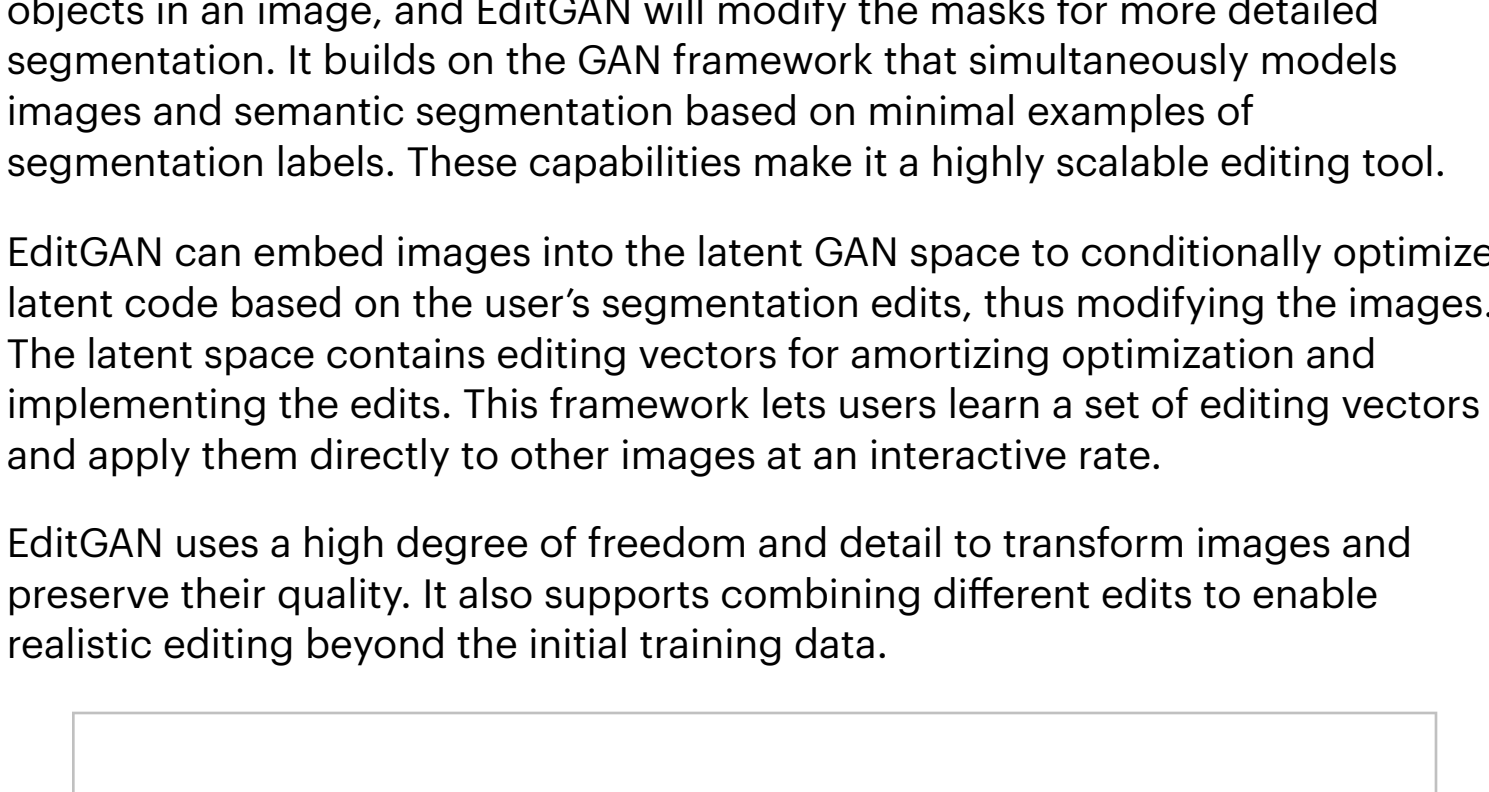 objects in an image, and EditGAN will modify the masks for more detailed
segmentation. It builds on the GAN framework that simultaneously models
images and semantic segmentation based on minimal examples of
segmentation labels. These capabilities make it a highly scalable editing tool.
EditGAN can embed images into the latent GAN space to conditionally optimize
latent code based on the user’s segmentation edits, thus modifying the images.
The latent space contains editing vectors for amortizing optimization and
implementing the edits. This framework lets users learn a set of editing vectors
and apply them directly to other images at an interactive rate.
EditGAN uses a high degree of freedom and detail to transform images and
preserve their quality. It also supports combining different edits to enable
realistic editing beyond the initial training data.